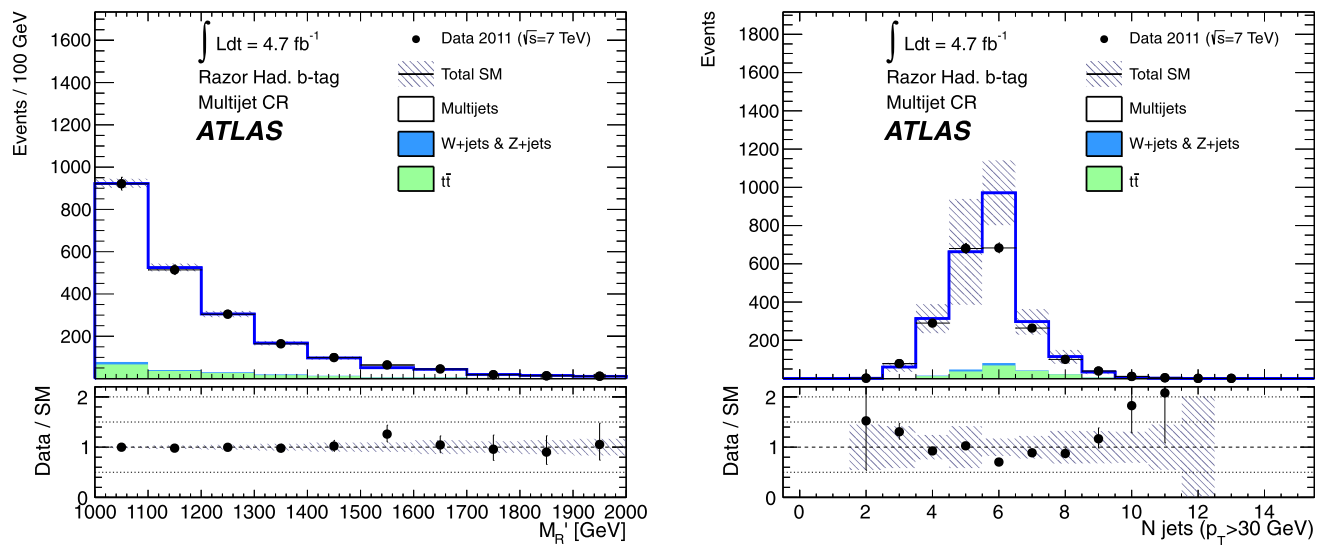 Events / 100 GeV
1600
1400
1200
1000
800
600
400
200
∫ Ldt = 4.7 fb⁻¹
Razor Had. b-tag
Multijet CR
ATLAS
Data 2011 (√s=7 TeV)
Total SM
Multijets
W+jets & Z+jets
tt̄
Data / SM
2
1
0
1000 1100 1200 1300 1400 1500 1600 1700 1800 1900 2000
M_R' [GeV]
Events
1800
1600
1400
1200
1000
800
600
400
200
∫ Ldt = 4.7 fb⁻¹
Razor Had. b-tag
Multijet CR
ATLAS
Data 2011 (√s=7 TeV)
Total SM
Multijets
W+jets & Z+jets
tt̄
Data / SM
2
1
0
0 2 4 6 8 10 12 14
N jets (p_T>30 GeV)